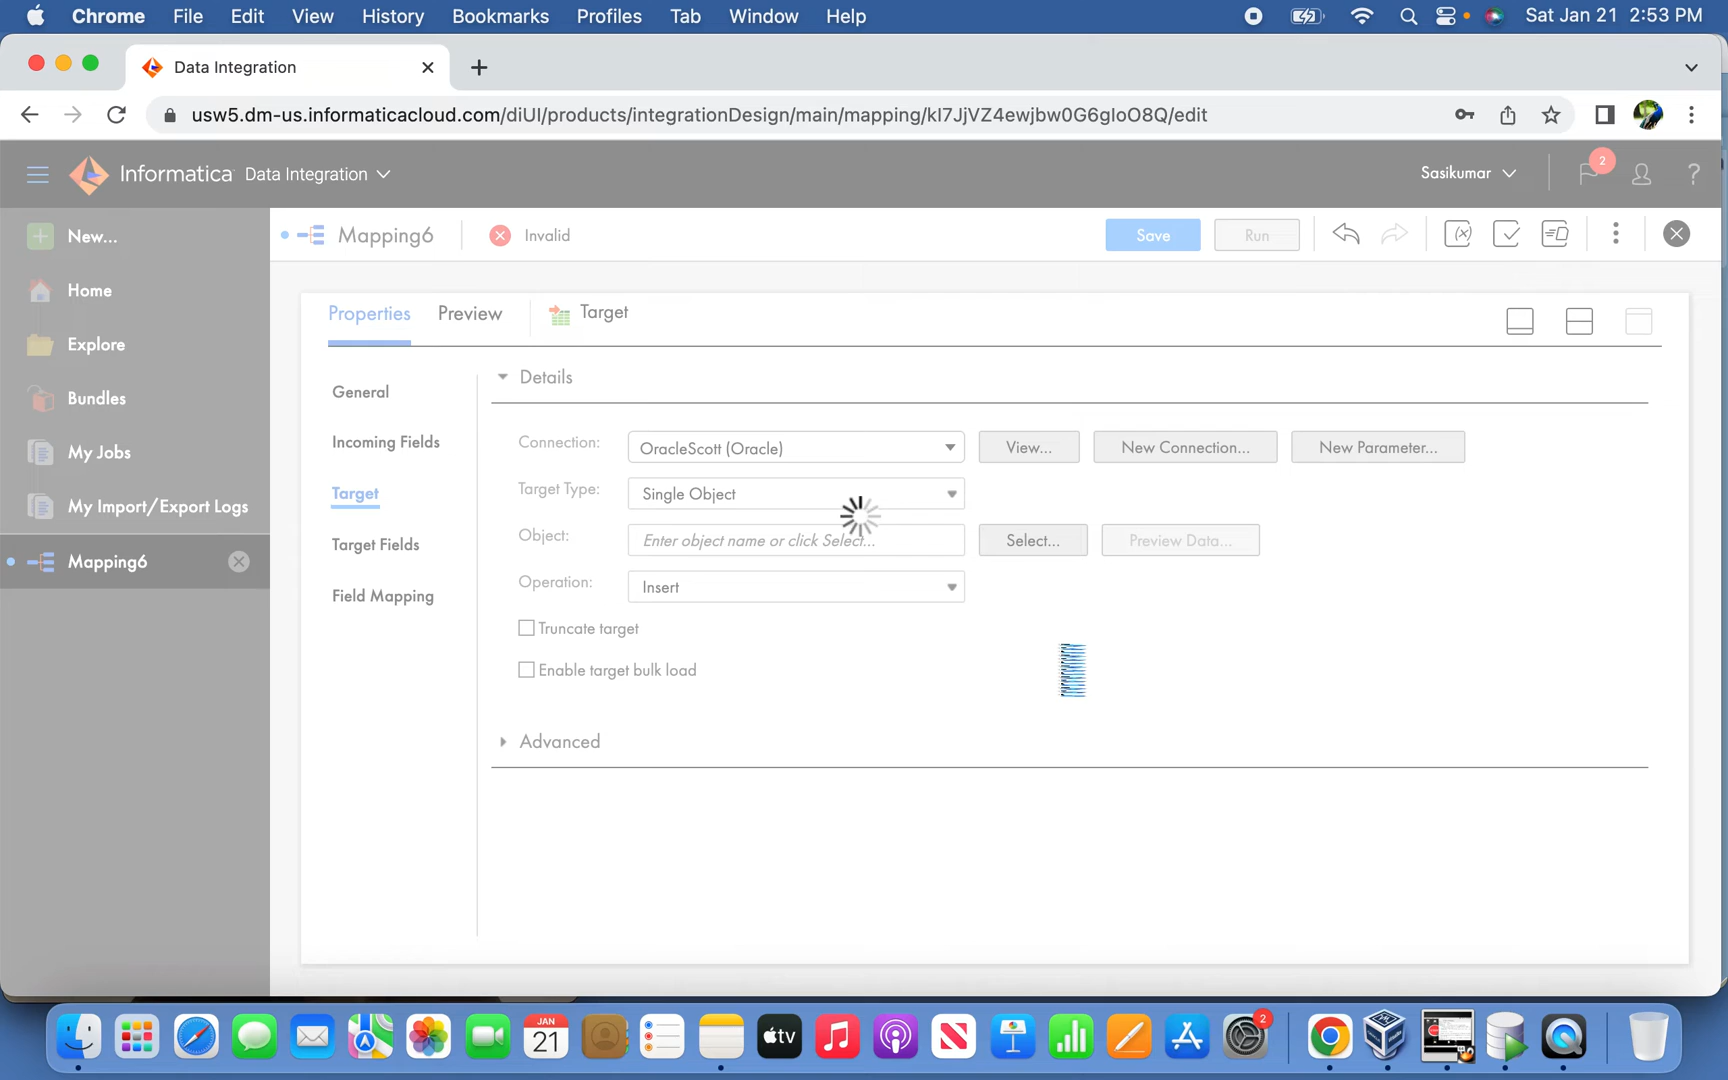 Chrome File Edit View History Bookmarks Profiles Tab Window Help Sat Jan 21 2:53 PM
Data Integration
usw5.dm-us.informaticacloud.com/diUI/products/integrationDesign/main/mapping/kI7JjVZ4ewjbw0G6gloO8Q/edit
Informatica Data Integration Sasikumar 2 ?
New... Mapping6 Invalid Save Run
Home
Properties Preview Target
Explore
Details
General
Bundles
Incoming Fields Connection: OracleScott (Oracle) View... New Connection... New Parameter...
My Jobs
Target Target Type: Single Object
My Import/Export Logs
Target Fields Object: Enter object name or click Select... Select... Preview Data...
Mapping6
Field Mapping Operation: Insert
Truncate target
Enable target bulk load
Advanced
JAN
21
tv
2